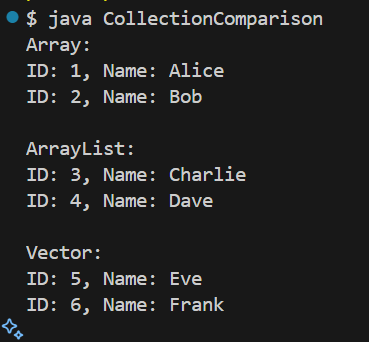 $ java CollectionComparison
Array:
ID: 1, Name: Alice
ID: 2, Name: Bob

ArrayList:
ID: 3, Name: Charlie
ID: 4, Name: Dave

Vector:
ID: 5, Name: Eve
ID: 6, Name: Frank